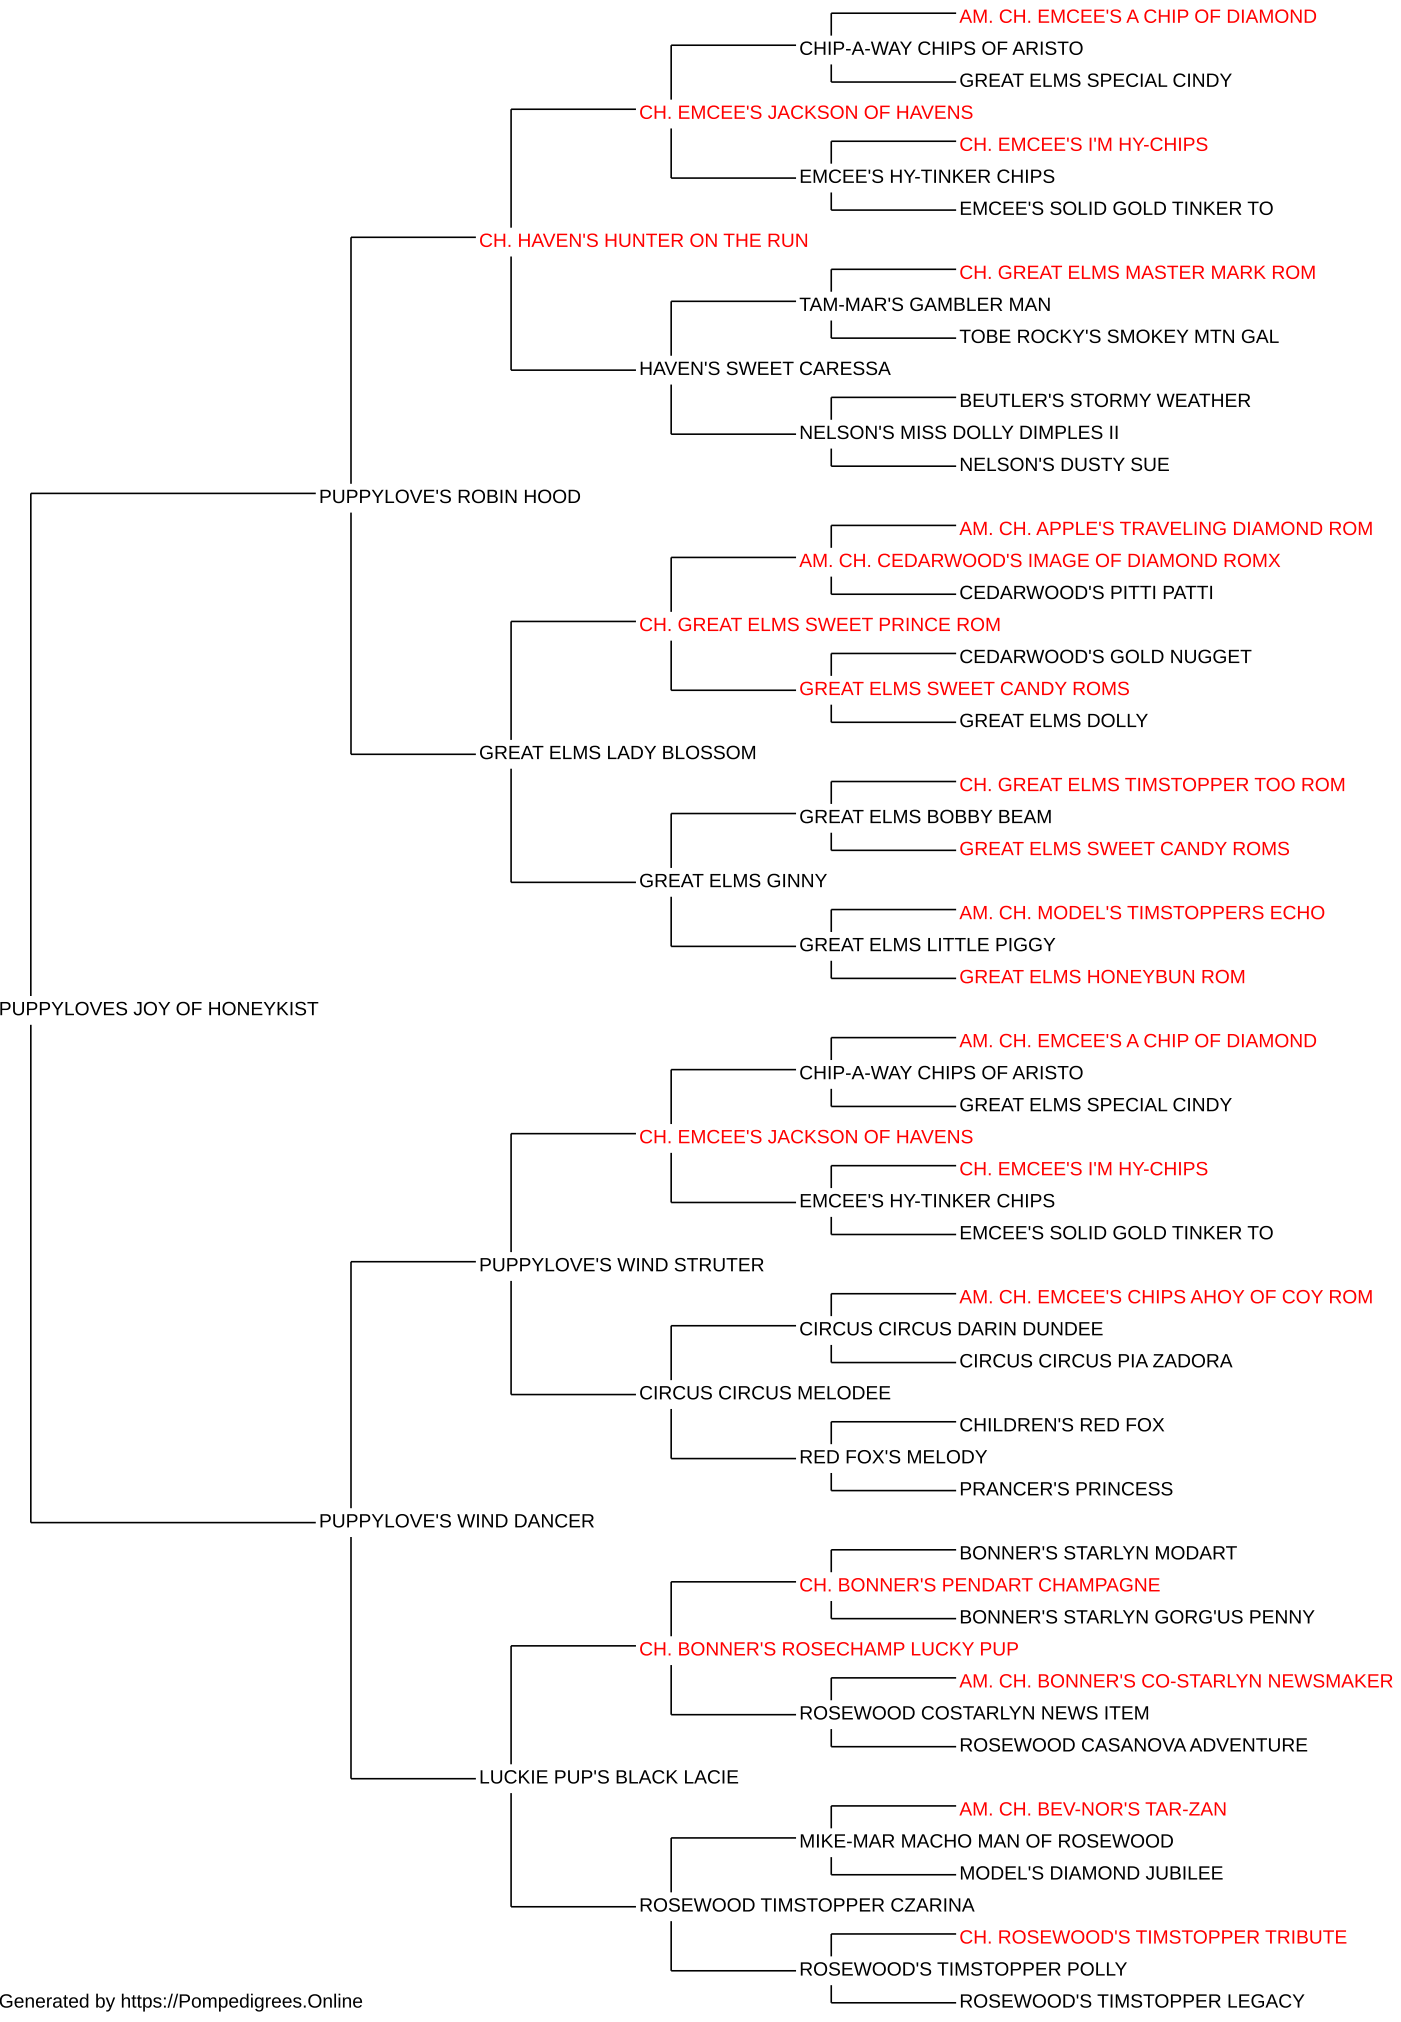 AM. CH. EMCEE'S A CHIP OF DIAMOND
CHIP-A-WAY CHIPS OF ARISTO
GREAT ELMS SPECIAL CINDY
CH. EMCEE'S JACKSON OF HAVENS
CH. EMCEE'S I'M HY-CHIPS
EMCEE'S HY-TINKER CHIPS
EMCEE'S SOLID GOLD TINKER TO
CH. HAVEN'S HUNTER ON THE RUN
CH. GREAT ELMS MASTER MARK ROM
TAM-MAR'S GAMBLER MAN
TOBE ROCKY'S SMOKEY MTN GAL
HAVEN'S SWEET CARESSA
BEUTLER'S STORMY WEATHER
NELSON'S MISS DOLLY DIMPLES II
NELSON'S DUSTY SUE
PUPPYLOVE'S ROBIN HOOD
AM. CH. APPLE'S TRAVELING DIAMOND ROM
AM. CH. CEDARWOOD'S IMAGE OF DIAMOND ROMX
CEDARWOOD'S PITTI PATTI
CH. GREAT ELMS SWEET PRINCE ROM
CEDARWOOD'S GOLD NUGGET
GREAT ELMS SWEET CANDY ROMS
GREAT ELMS DOLLY
GREAT ELMS LADY BLOSSOM
CH. GREAT ELMS TIMSTOPPER TOO ROM
GREAT ELMS BOBBY BEAM
GREAT ELMS SWEET CANDY ROMS
GREAT ELMS GINNY
AM. CH. MODEL'S TIMSTOPPERS ECHO
GREAT ELMS LITTLE PIGGY
GREAT ELMS HONEYBUN ROM
PUPPYLOVES JOY OF HONEYKIST
AM. CH. EMCEE'S A CHIP OF DIAMOND
CHIP-A-WAY CHIPS OF ARISTO
GREAT ELMS SPECIAL CINDY
CH. EMCEE'S JACKSON OF HAVENS
CH. EMCEE'S I'M HY-CHIPS
EMCEE'S HY-TINKER CHIPS
EMCEE'S SOLID GOLD TINKER TO
PUPPYLOVE'S WIND STRUTER
AM. CH. EMCEE'S CHIPS AHOY OF COY ROM
CIRCUS CIRCUS DARIN DUNDEE
CIRCUS CIRCUS PIA ZADORA
CIRCUS CIRCUS MELODEE
CHILDREN'S RED FOX
RED FOX'S MELODY
PRANCER'S PRINCESS
PUPPYLOVE'S WIND DANCER
BONNER'S STARLYN MODART
CH. BONNER'S PENDART CHAMPAGNE
BONNER'S STARLYN GORG'US PENNY
CH. BONNER'S ROSECHAMP LUCKY PUP
AM. CH. BONNER'S CO-STARLYN NEWSMAKER
ROSEWOOD COSTARLYN NEWS ITEM
ROSEWOOD CASANOVA ADVENTURE
LUCKIE PUP'S BLACK LACIE
AM. CH. BEV-NOR'S TAR-ZAN
MIKE-MAR MACHO MAN OF ROSEWOOD
MODEL'S DIAMOND JUBILEE
ROSEWOOD TIMSTOPPER CZARINA
CH. ROSEWOOD'S TIMSTOPPER TRIBUTE
ROSEWOOD'S TIMSTOPPER POLLY
ROSEWOOD'S TIMSTOPPER LEGACY
Generated by https://Pompedigrees.Online